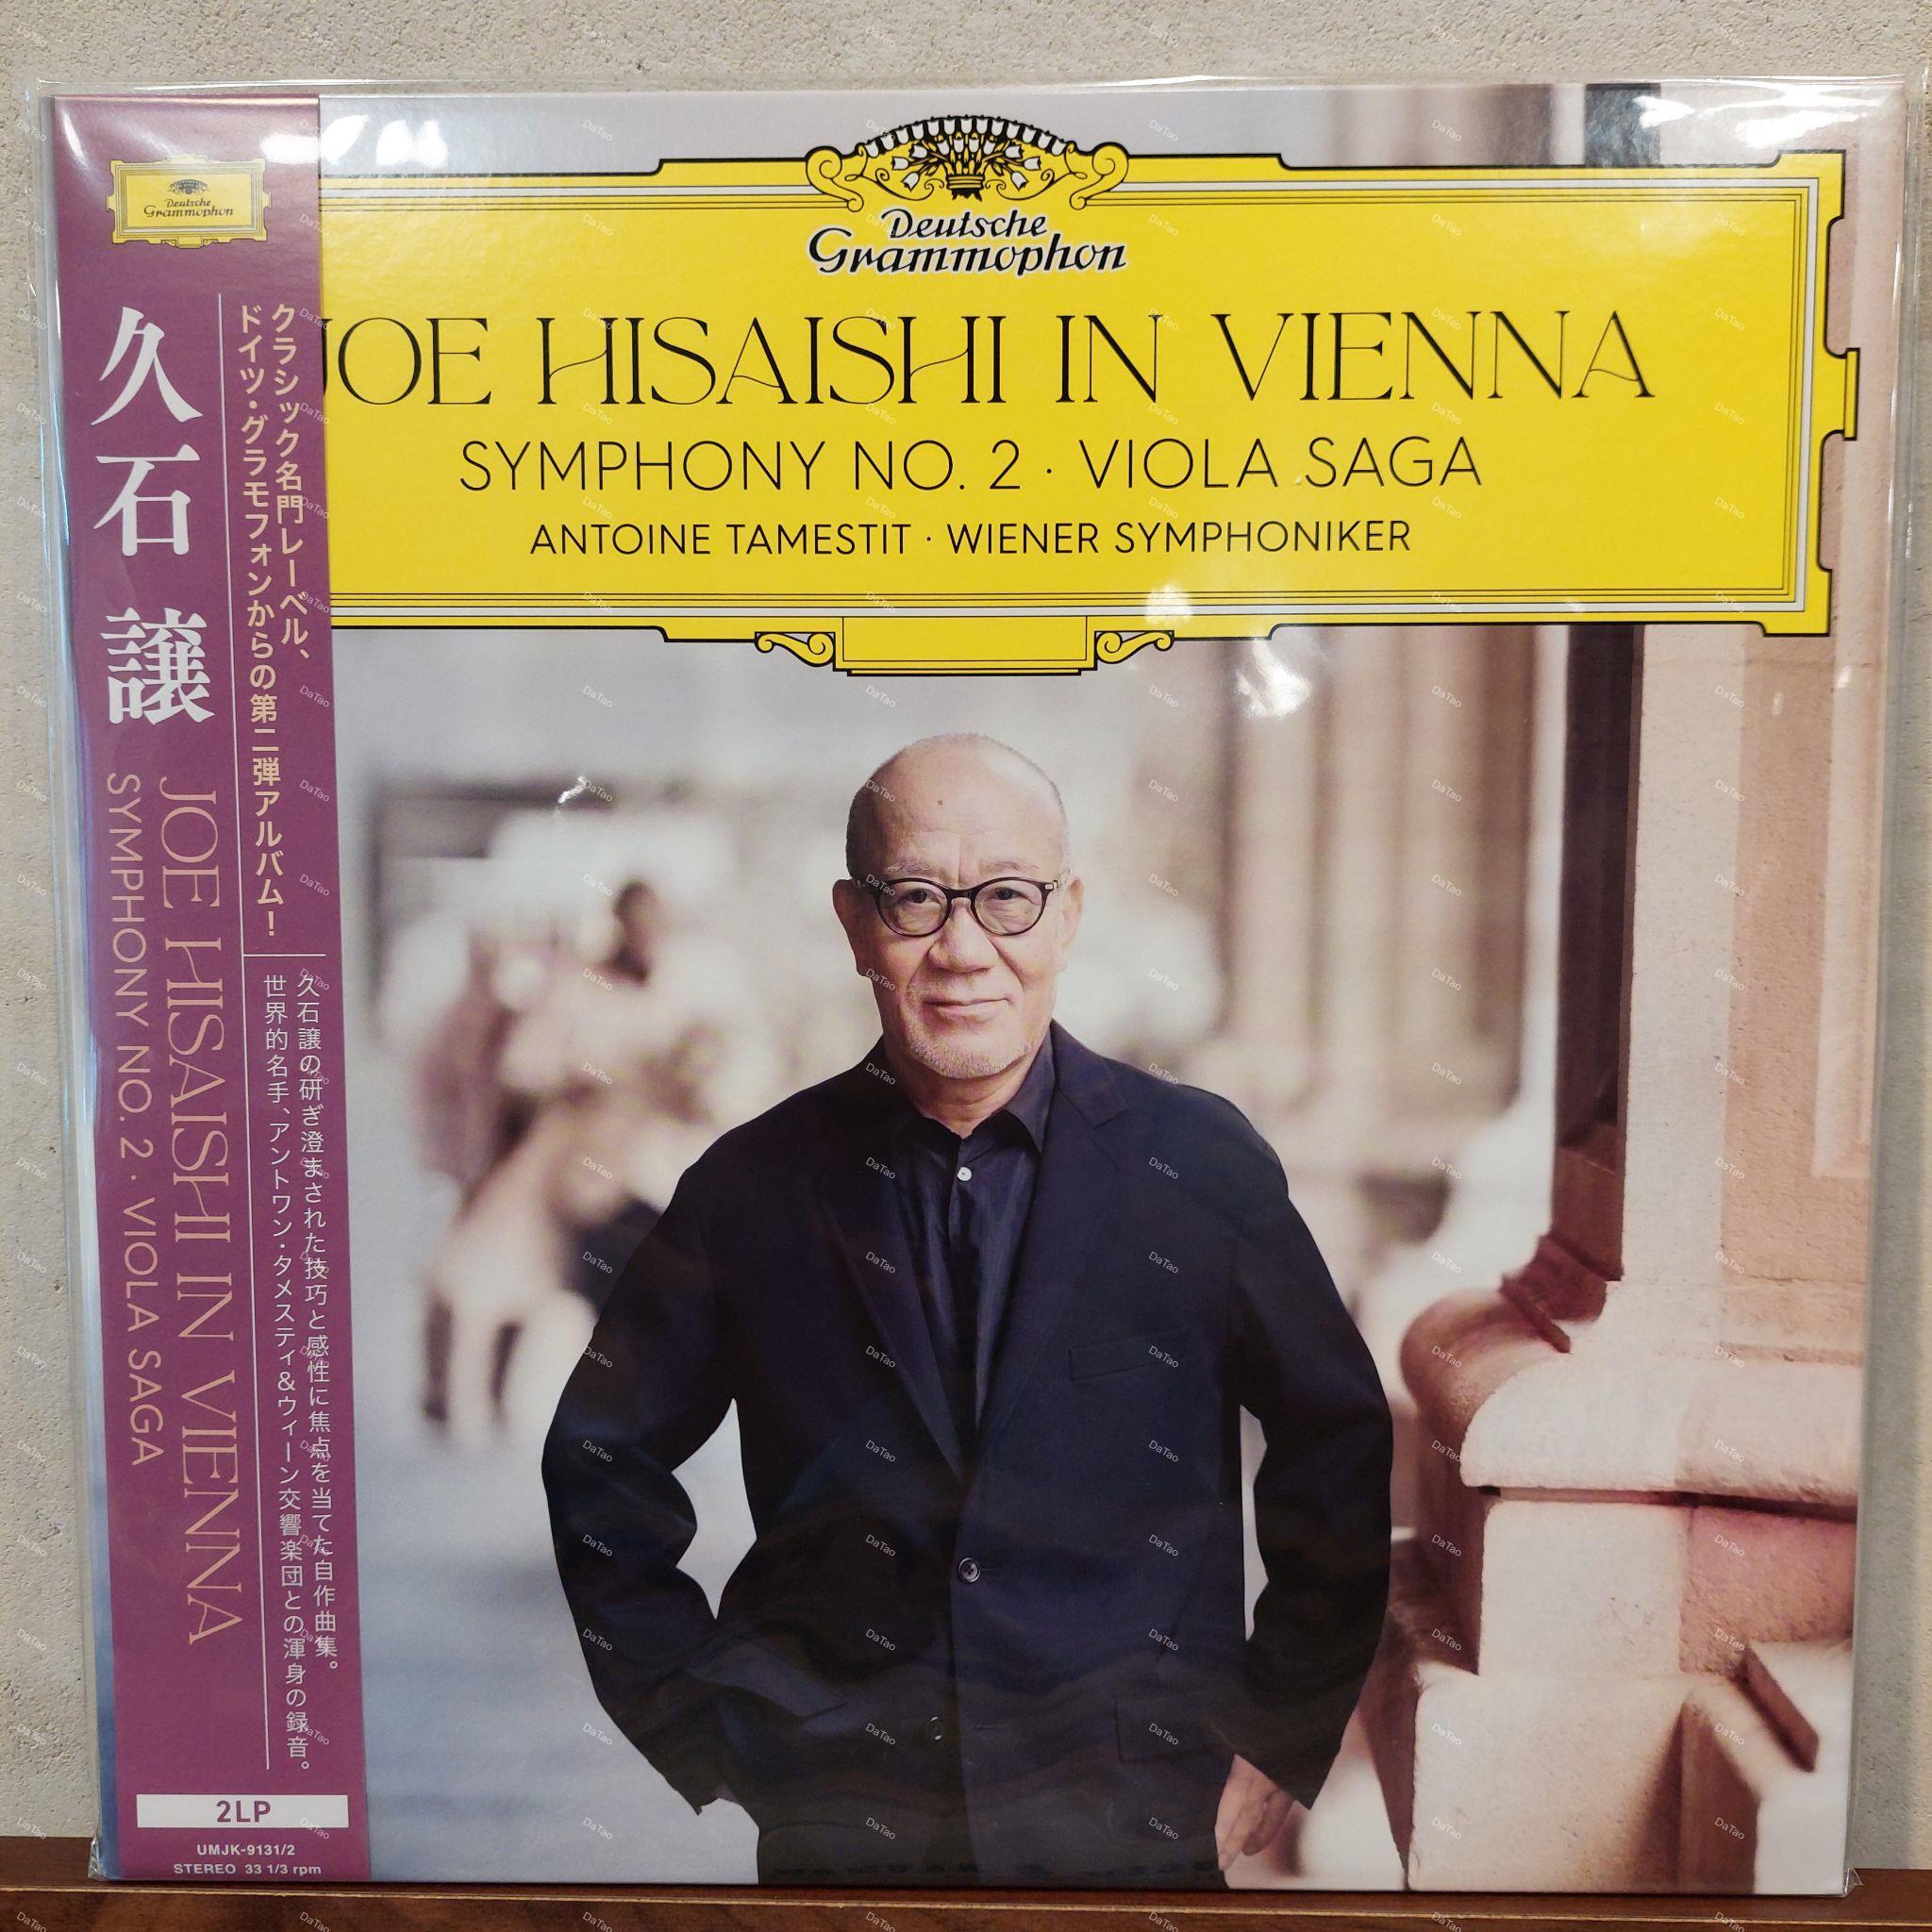 Deutsche
Grammophon
JOE HISAISHI IN VIENNA
SYMPHONY NO. 2 · VIOLA SAGA
ANTOINE TAMESTIT · WIENER SYMPHONIKER
Deutsche
Grammophon
久石 譲
JOE HISAISHI IN VIENNA
SYMPHONY NO. 2 · VIOLA SAGA
クラシック名門レーベル、
ドイツ・グラモフォンからの第二弾アルバム!
久石譲の研ぎ澄まされた技巧と感性に焦点を当てた自作曲集。
世界的名手、アントワン・タメスティ&ウィーン交響楽団との渾身の録音。
2LP
UMJK-9131/2
STEREO 33 1/3 rpm
DaTao